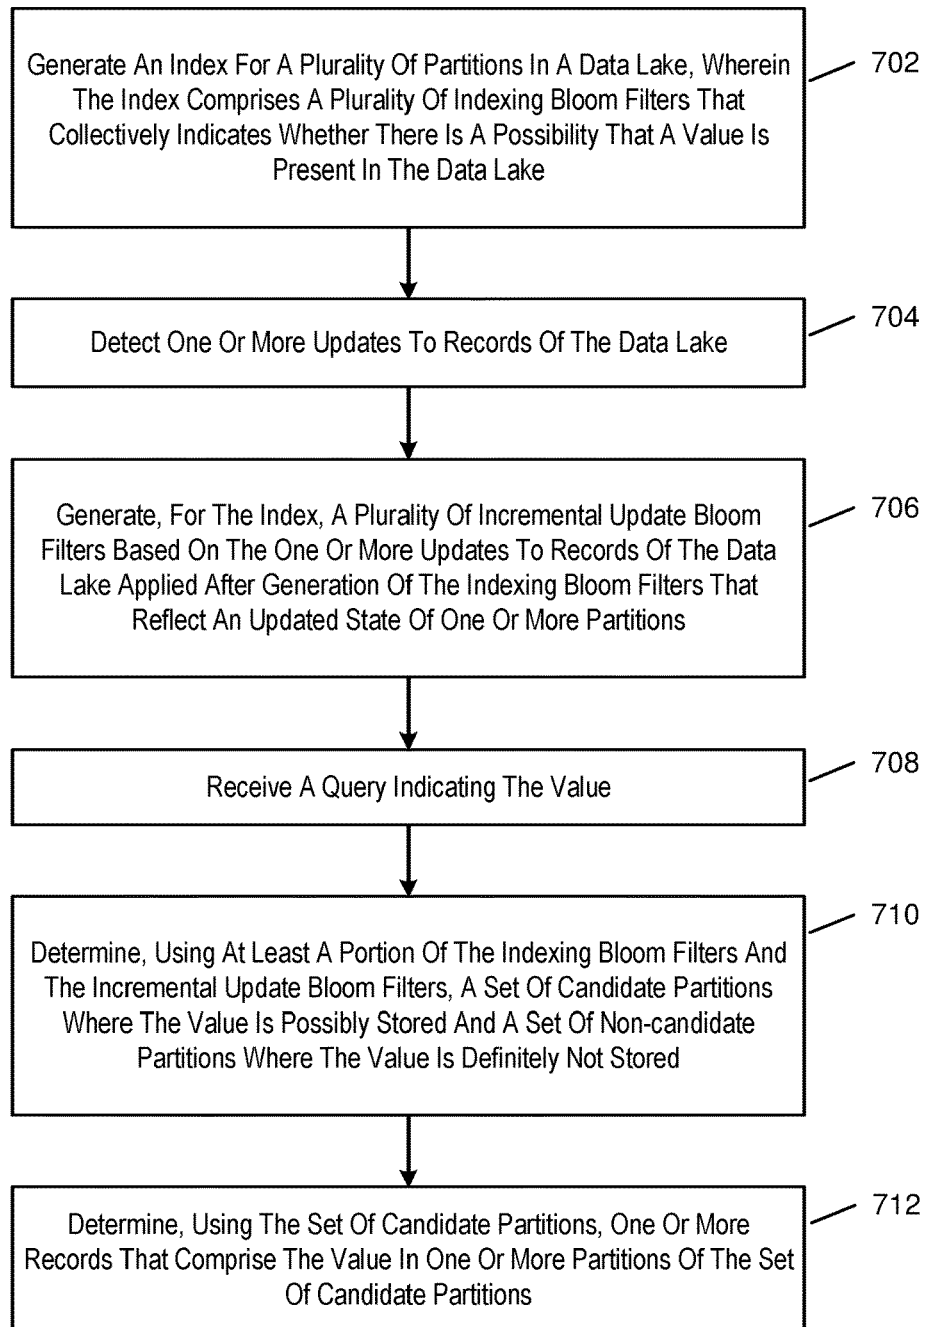 Generate An Index For A Plurality Of Partitions In A Data Lake, Wherein
The Index Comprises A Plurality Of Indexing Bloom Filters That
Collectively Indicates Whether There Is A Possibility That A Value Is
Present In The Data Lake
702
Detect One Or More Updates To Records Of The Data Lake
704
Generate, For The Index, A Plurality Of Incremental Update Bloom
Filters Based On The One Or More Updates To Records Of The Data
Lake Applied After Generation Of The Indexing Bloom Filters That
Reflect An Updated State Of One Or More Partitions
706
Receive A Query Indicating The Value
708
Determine, Using At Least A Portion Of The Indexing Bloom Filters And
The Incremental Update Bloom Filters, A Set Of Candidate Partitions
Where The Value Is Possibly Stored And A Set Of Non-candidate
Partitions Where The Value Is Definitely Not Stored
710
Determine, Using The Set Of Candidate Partitions, One Or More
Records That Comprise The Value In One Or More Partitions Of The Set
Of Candidate Partitions
712